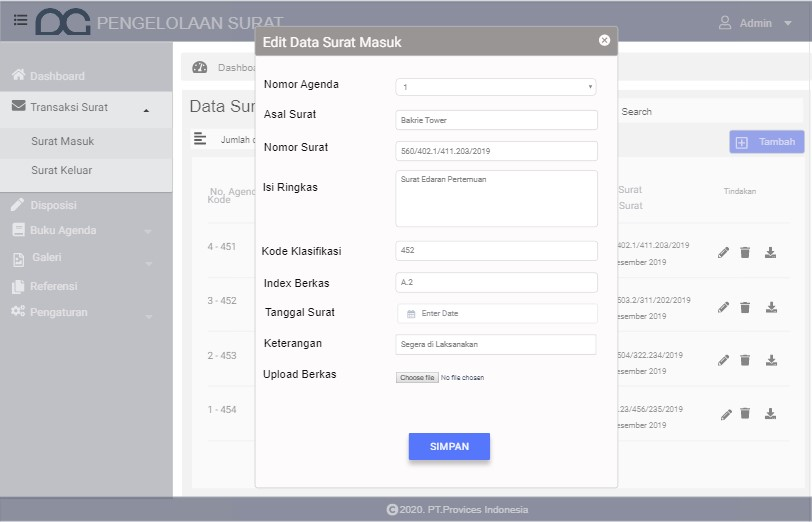 PENGELOLAAN SURAT
Admin
Edit Data Surat Masuk
Dashboard
Transaksi Surat
Surat Masuk
Surat Keluar
Disposisi
Buku Agenda
Galeri
Referensi
Pengaturan
Data Sur
Search
Jumlah
Tambah
No, Agend
Kode
Surat
Surat
Tindakan
4 - 451
402.1/411.203/2019
esember 2019
3 - 452
503.2/311/202/2019
esember 2019
2 - 453
504/322.234/2019
esember 2019
1 - 454
.23/456/235/2019
esember 2019
Nomor Agenda
1
Asal Surat
Bakrie Tower
Nomor Surat
560/402.1/411.203/2019
Isi Ringkas
Surat Edaran Pertemuan
Kode Klasifikasi
452
Index Berkas
A.2
Tanggal Surat
Enter Date
Keterangan
Segera di Laksanakan
Upload Berkas
Choose file No file chosen
SIMPAN
©2020. PT.Provices Indonesia